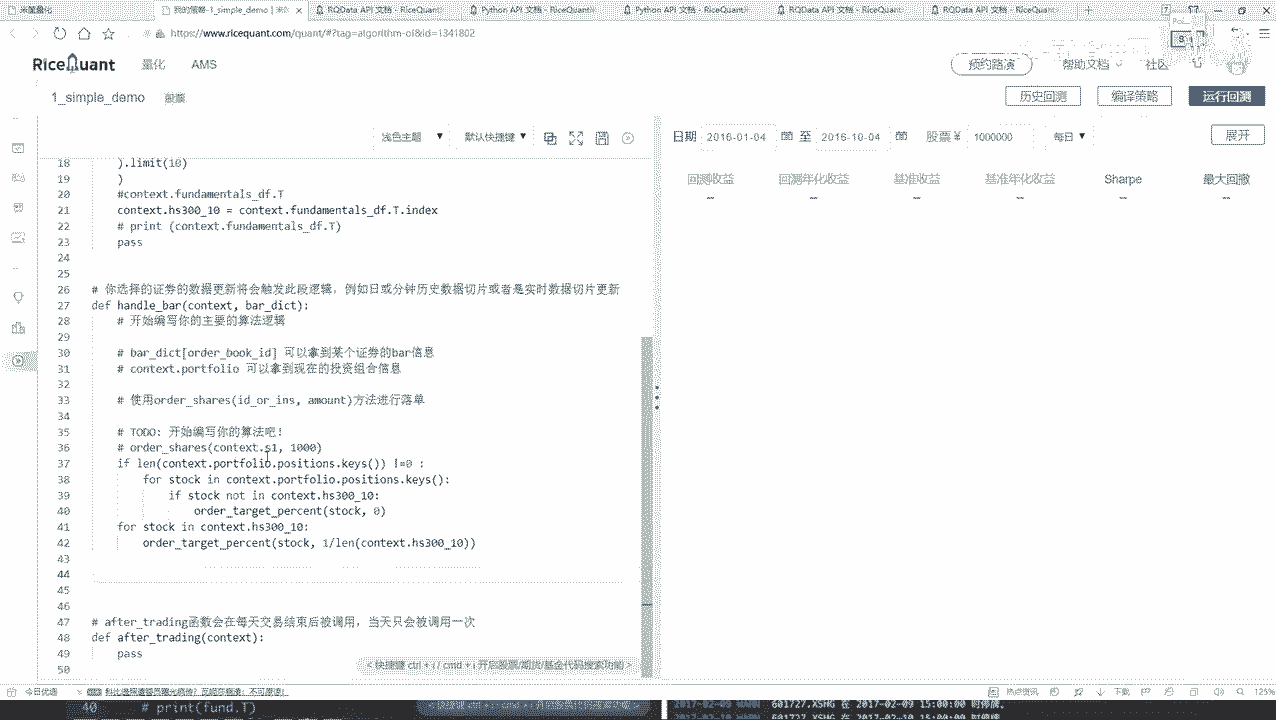 米筐量化
我的策略-1_simple_demo | 米筐
RQData API 文档 - RiceQuant
Python API 文档 - RiceQuant
Python API 文档 - RiceQuant
RQData API 文档 - RiceQuant
RQData API 文档 - RiceQuant
https://www.ricequant.com/quant/#?tag=algorithm-of&id=1341802
RiceQuant 量化 AMS 预约路演 帮助文档 社区
1_simple_demo 编辑 历史回测 编译策略 运行回测
浅色主题 默认快捷键
日期 2016-01-04 至 2016-10-04 股票 ¥ 1000000 每日 展开
回测收益 回测年化收益 基准收益 基准年化收益 Sharpe 最大回撤
-- -- -- -- -- --
18 ).limit(10)
19 )
20 #context.fundamentals_df.T
21 context.hs300_10 = context.fundamentals_df.T.index
22 # print (context.fundamentals_df.T)
23 pass
24
25
26 # 你选择的证券的数据更新将会触发此段逻辑，例如日或分钟历史数据切片或者是实时数据切片更新
27 def handle_bar(context, bar_dict):
28 # 开始编写你的主要的算法逻辑
29
30 # bar_dict[order_book_id] 可以拿到某个证券的bar信息
31 # context.portfolio 可以拿到现在的投资组合信息
32
33 # 使用order_shares(id_or_ins, amount)方法进行落单
34
35 # TODO: 开始编写你的算法吧！
36 # order_shares(context.s1, 1000)
37 if len(context.portfolio.positions.keys()) !=0 :
38 for stock in context.portfolio.positions.keys():
39 if stock not in context.hs300_10:
40 order_target_percent(stock, 0)
41 for stock in context.hs300_10:
42 order_target_percent(stock, 1/len(context.hs300_10))
43
44
45
46
47 # after_trading函数会在每天交易结束后被调用，当天只会被调用一次
48 def after_trading(context):
49 pass
50
< 快捷键 ctrl + i / cmd + i 开启股票/期货/基金代码搜索功能 >
今日优选
热点资讯 下载 125%
40 # print(fund.T)
2017-02-09 WARN 601727.XSHG 在 2017-02-09 15:00:00 时停牌。